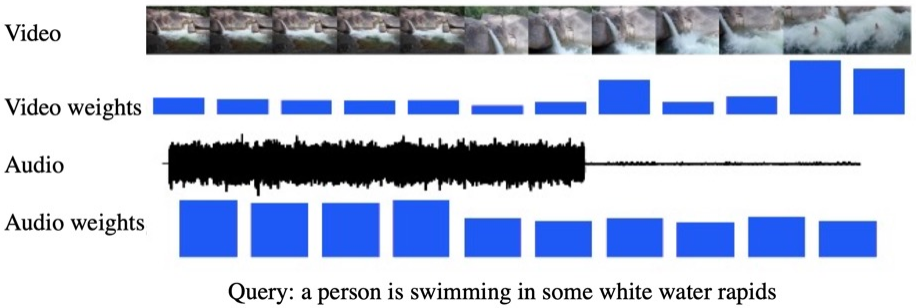 Video
Video weights
Audio
Audio weights
Query: a person is swimming in some white water rapids